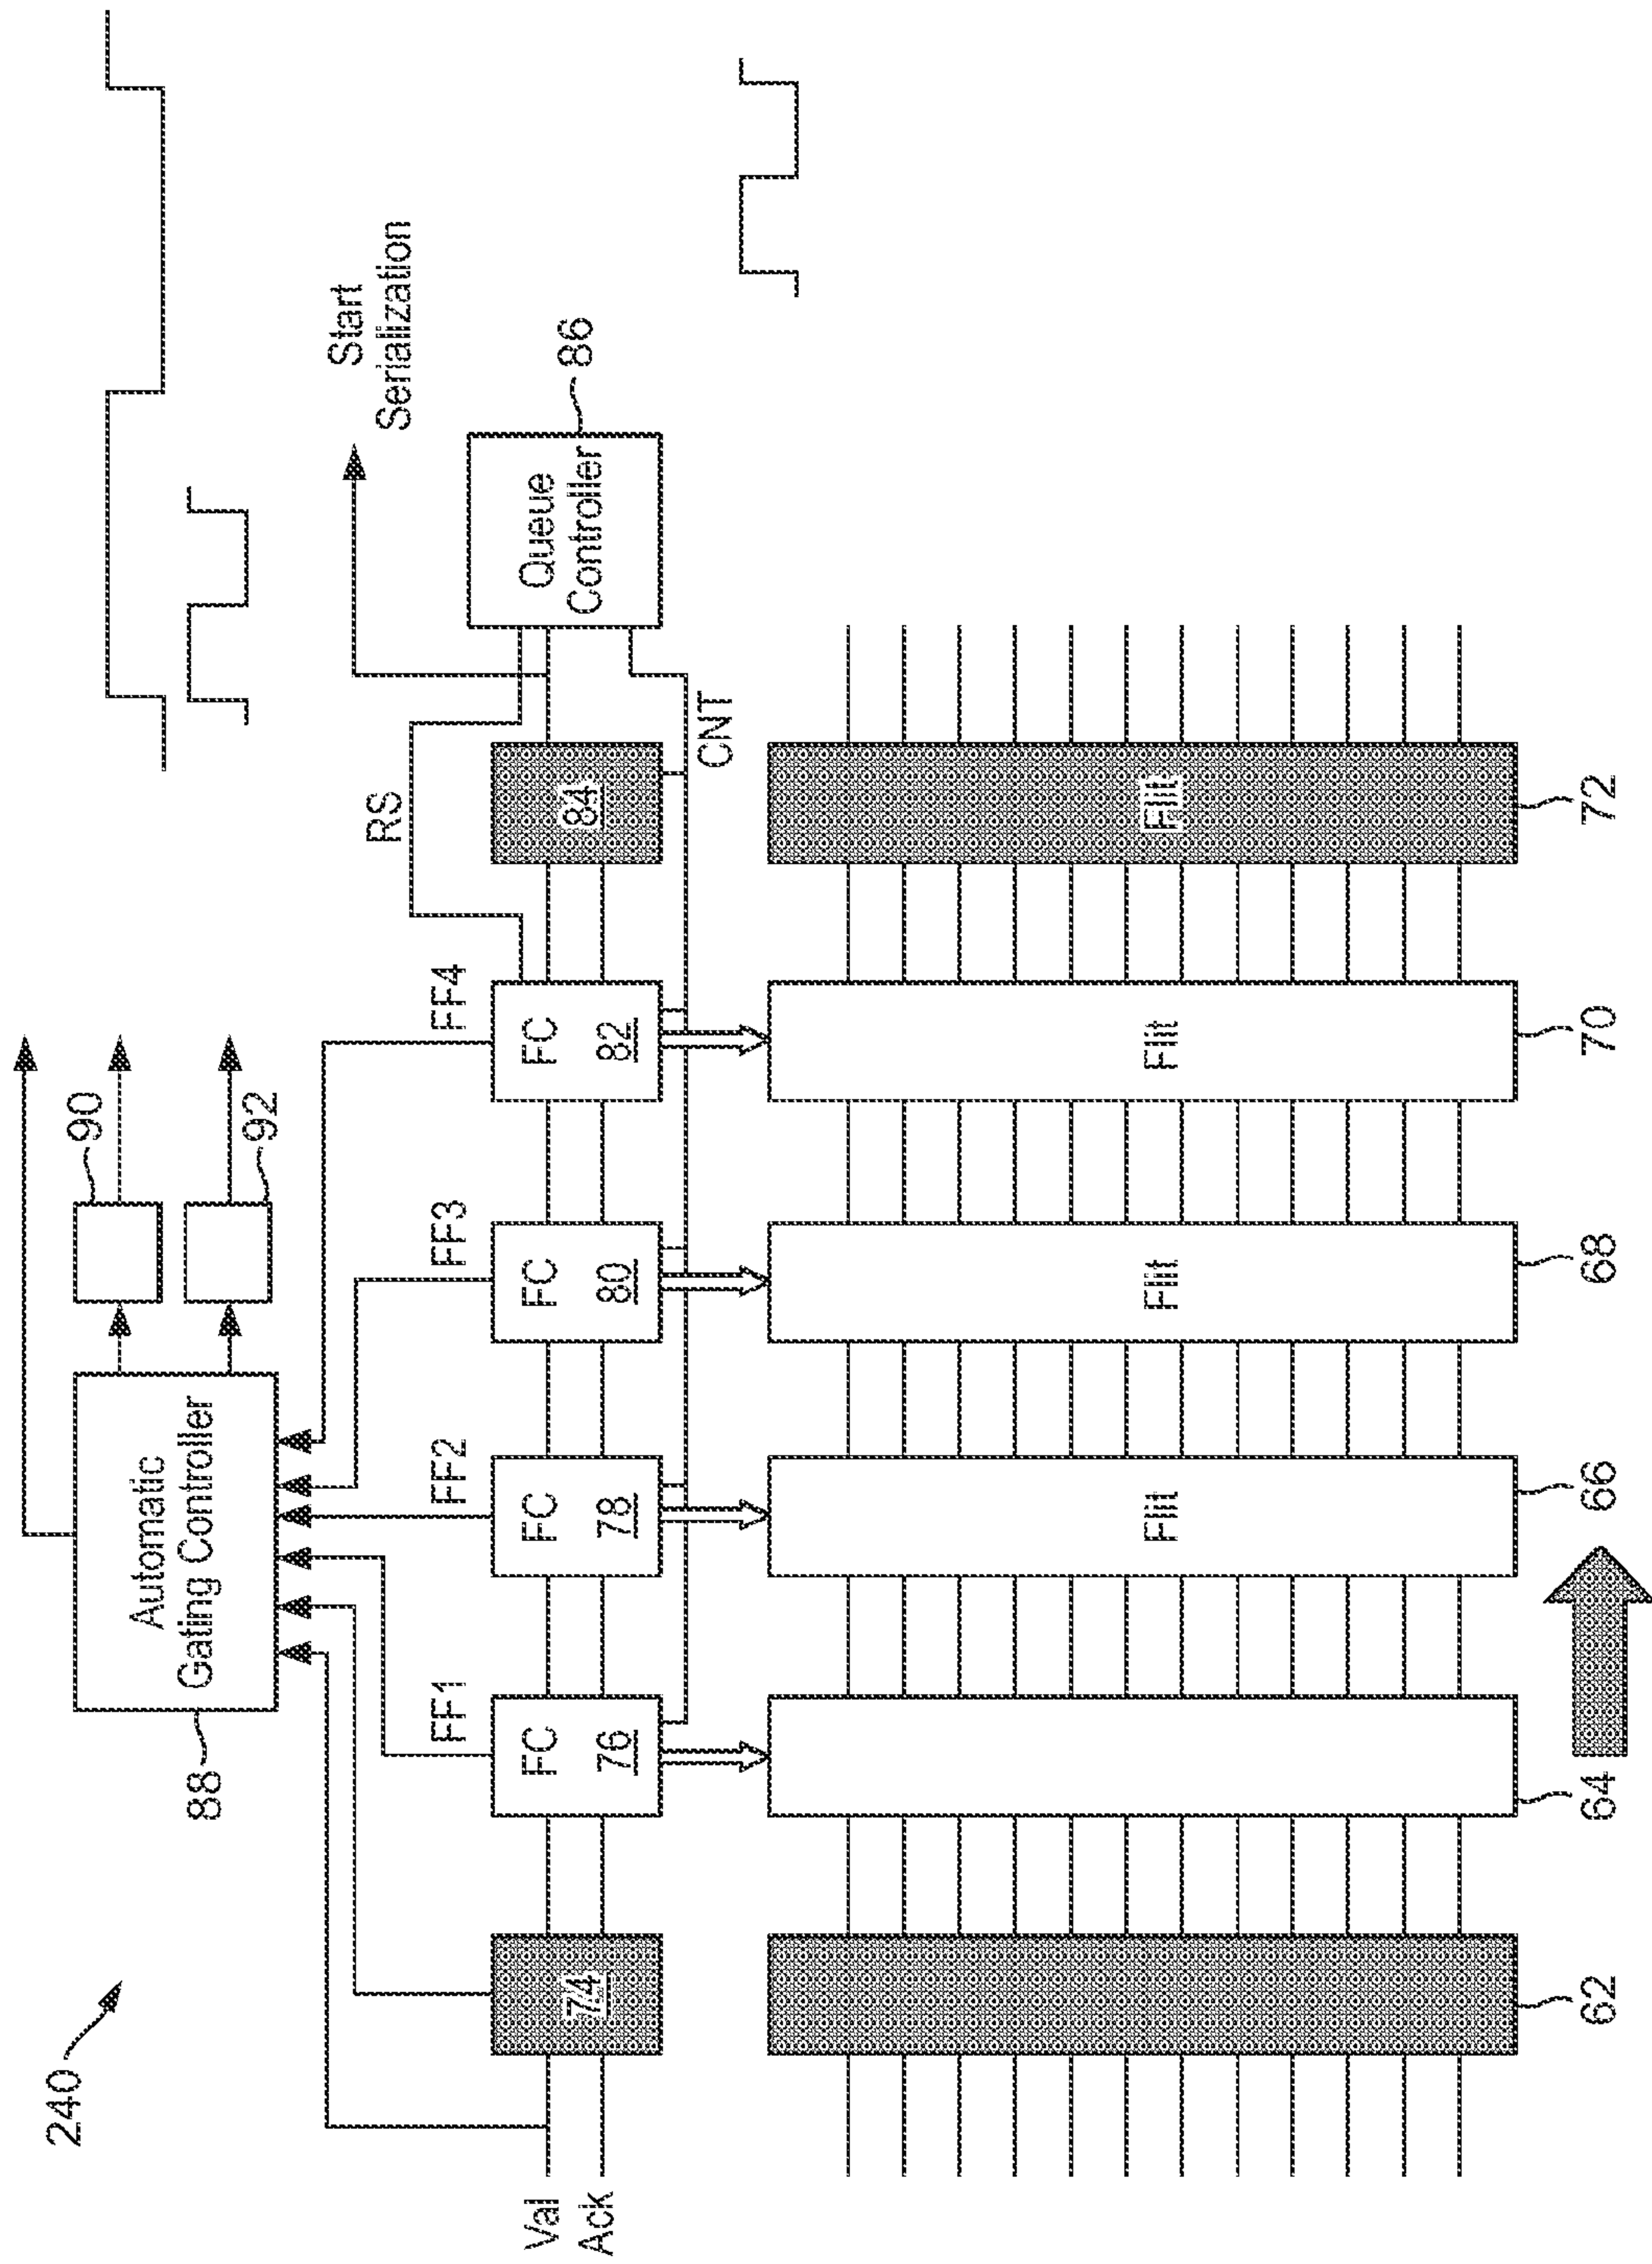 240
88
Automatic
Gating Controller
90
92
Start
Serialization
FF1
FF2
FF3
FF4
RS
Val
Ack
74
FC
76
FC
78
FC
80
FC
82
84
Queue
Controller
86
CNT
Flit
Flit
Flit
Flit
62
64
66
68
70
72